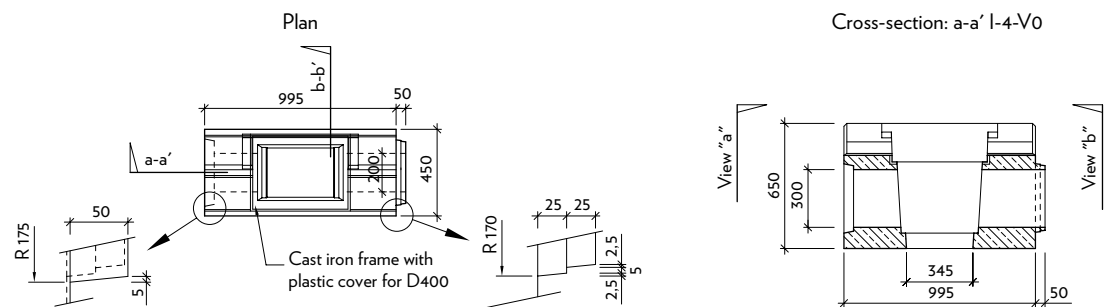 Plan
Cross-section: a-a' I-4-V0
b-b'
995
50
a-a'
200
450
50
R 175
5
Cast iron frame with
plastic cover for D400
25
25
R 170
2,5
5
2,5
View "a"
View "b"
650
300
345
995
50